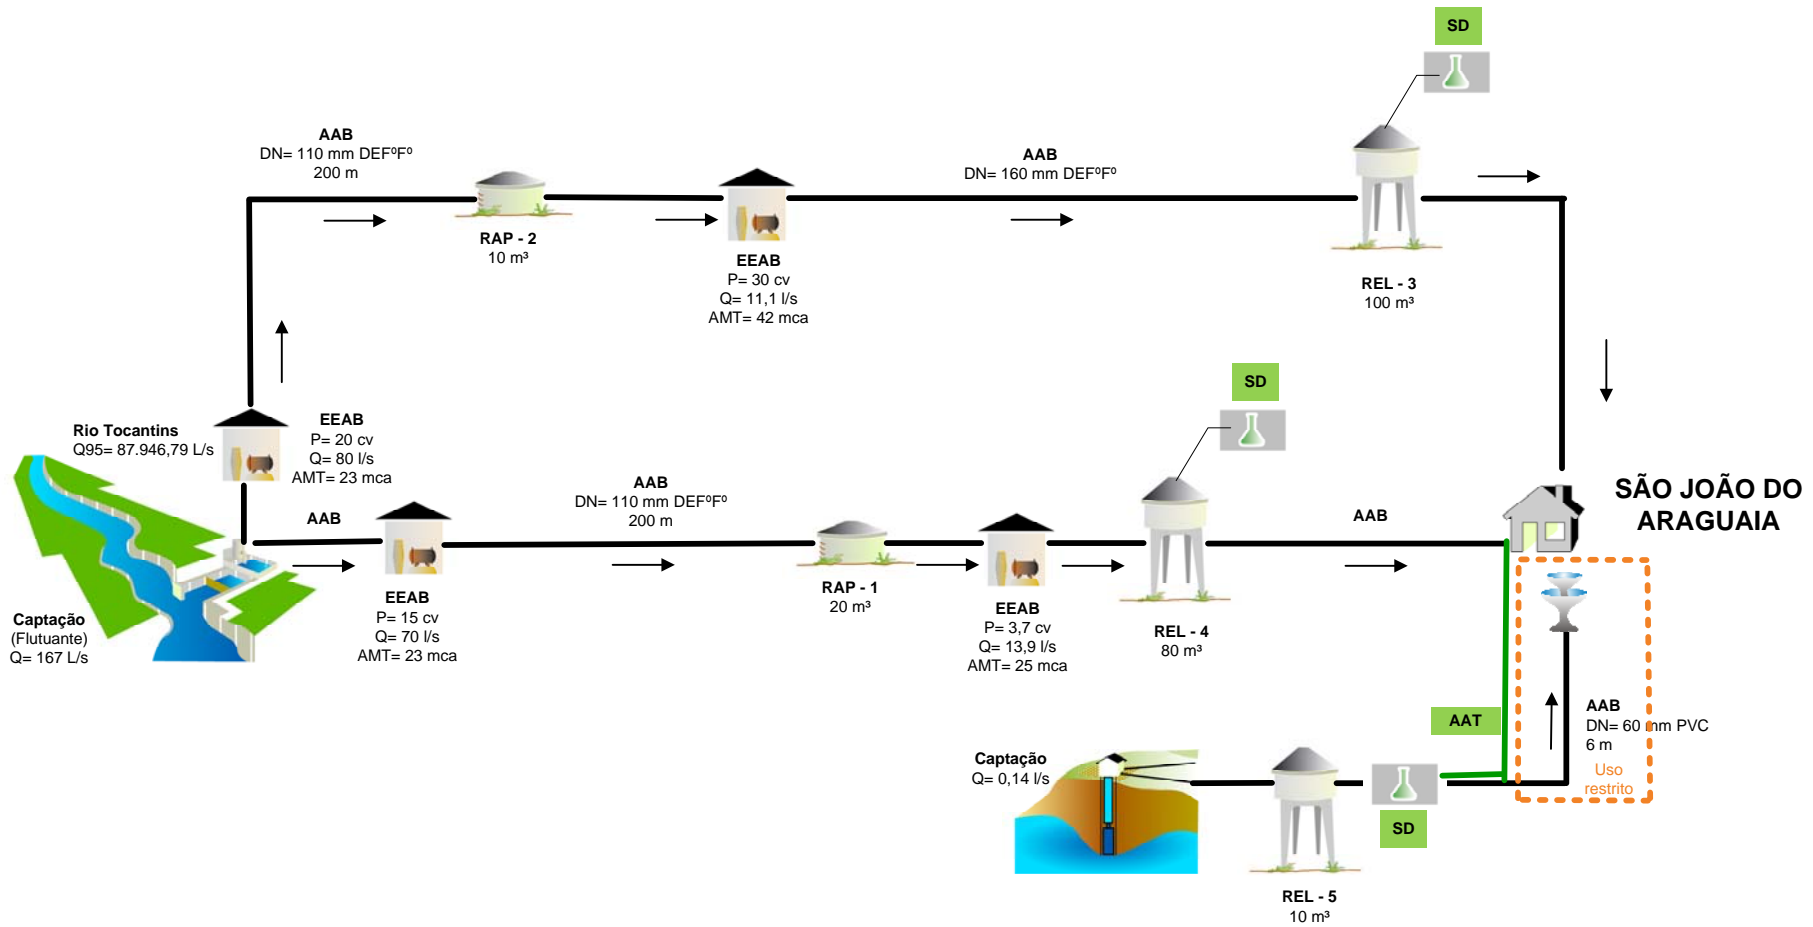 SD
AAB
DN= 110 mm DEFºFº
200 m
AAB
DN= 160 mm DEFºFº
RAP - 2
10 m³
EEAB
P= 30 cv
Q= 11,1 l/s
AMT= 42 mca
REL - 3
100 m³
SD
Rio Tocantins
Q95= 87.946,79 L/s
EEAB
P= 20 cv
Q= 80 l/s
AMT= 23 mca
AAB
AAB
DN= 110 mm DEFºFº
200 m
AAB
SÃO JOÃO DO
ARAGUAIA
Captação
(Flutuante)
Q= 167 L/s
EEAB
P= 15 cv
Q= 70 l/s
AMT= 23 mca
RAP - 1
20 m³
EEAB
P= 3,7 cv
Q= 13,9 l/s
AMT= 25 mca
REL - 4
80 m³
AAT
AAB
DN= 60 mm PVC
6 m
Uso
restrito
Captação
Q= 0,14 l/s
SD
REL - 5
10 m³